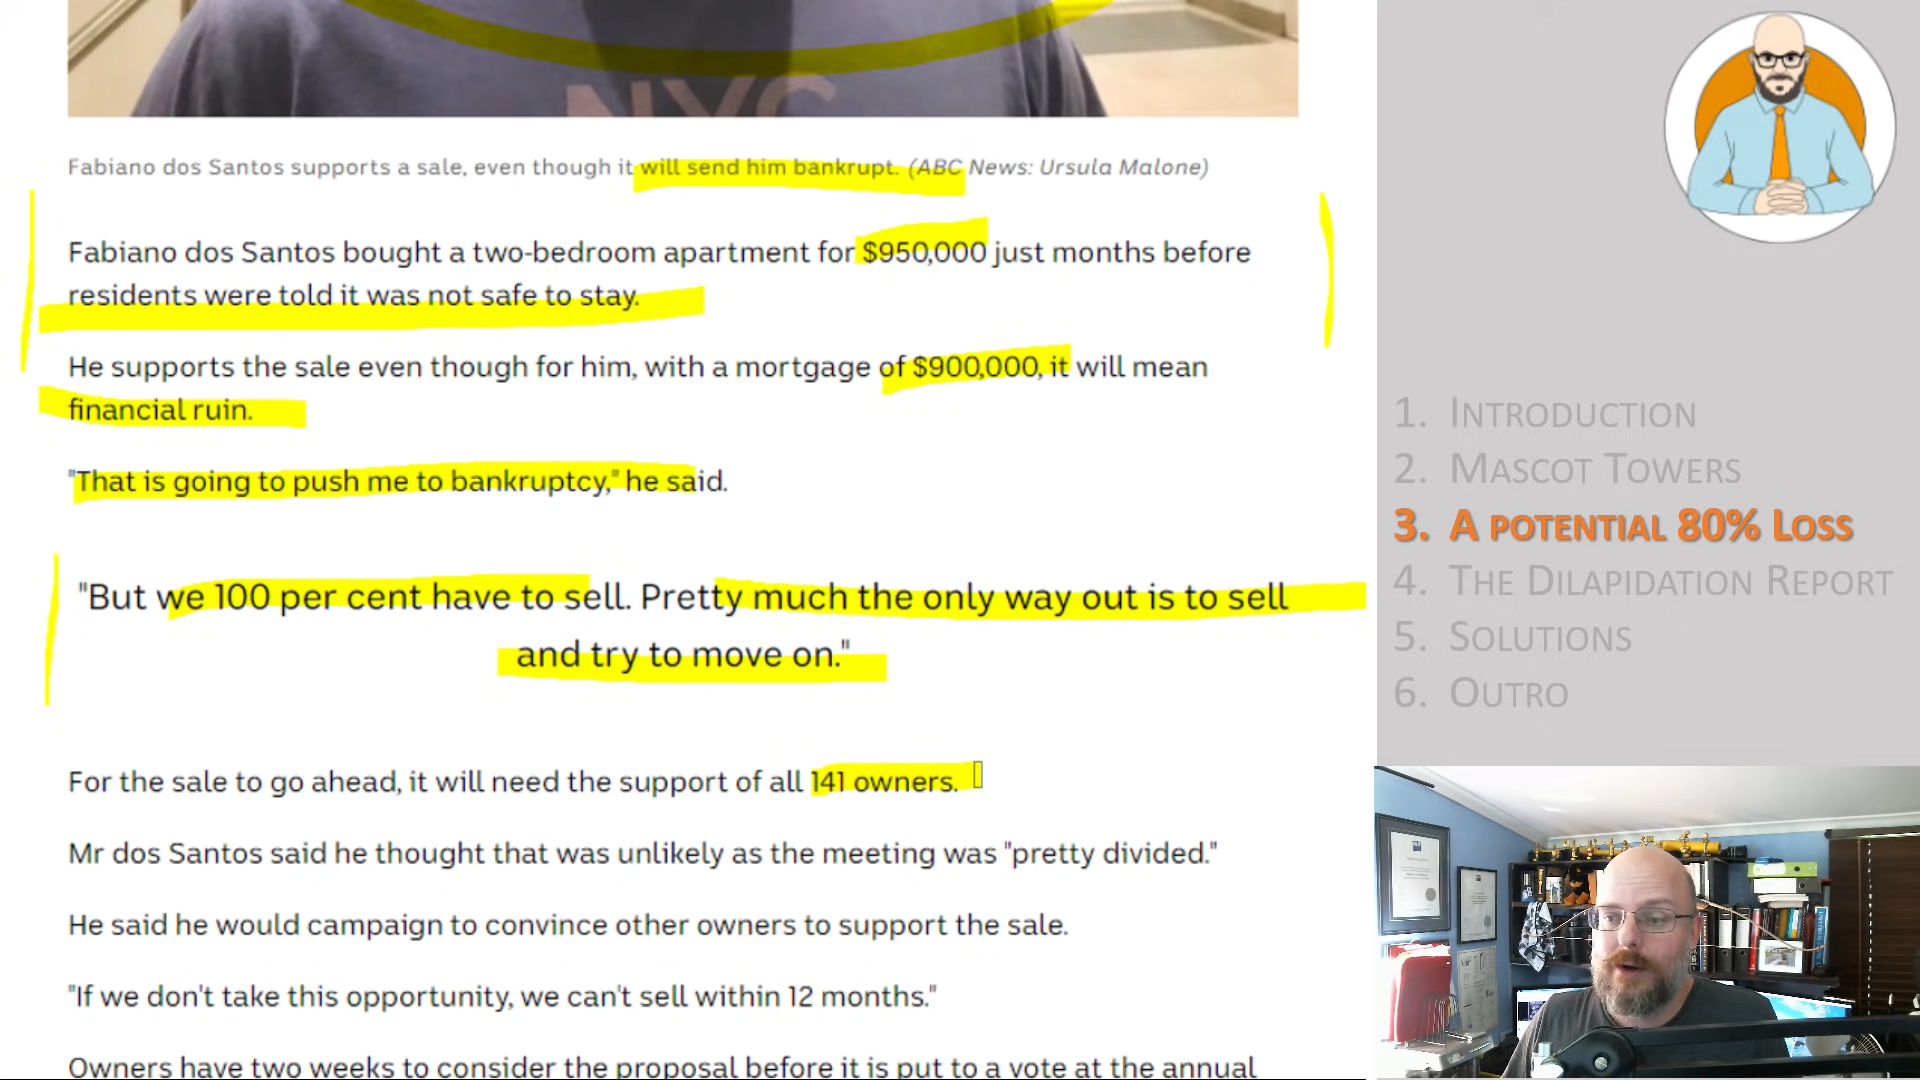 NYC
Fabiano dos Santos supports a sale, even though it will send him bankrupt. (ABC News: Ursula Malone)
Fabiano dos Santos bought a two-bedroom apartment for $950,000 just months before
residents were told it was not safe to stay.
He supports the sale even though for him, with a mortgage of $900,000, it will mean
financial ruin.
"That is going to push me to bankruptcy," he said.
"But we 100 per cent have to sell. Pretty much the only way out is to sell
and try to move on."
For the sale to go ahead, it will need the support of all 141 owners.
Mr dos Santos said he thought that was unlikely as the meeting was "pretty divided."
He said he would campaign to convince other owners to support the sale.
"If we don't take this opportunity, we can't sell within 12 months."
Owners have two weeks to consider the proposal before it is put to a vote at the annual
1. INTRODUCTION
2. MASCOT TOWERS
3. A POTENTIAL 80% LOSS
4. THE DILAPIDATION REPORT
5. SOLUTIONS
6. OUTRO